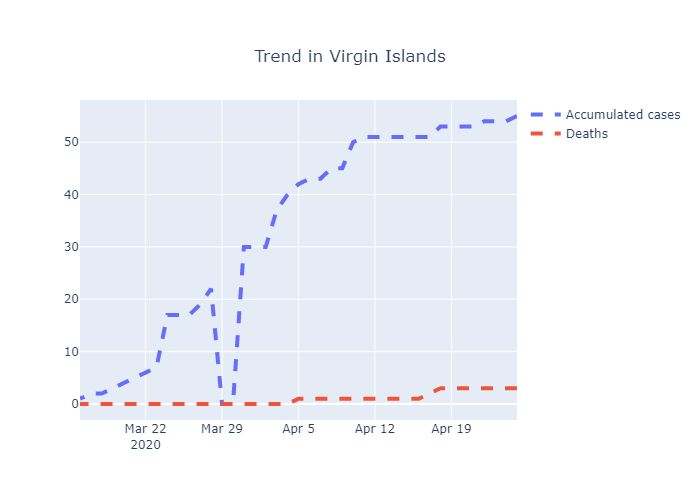 Trend in Virgin Islands
Accumulated cases
Deaths
50
40
30
20
10
0
Mar 22
2020
Mar 29
Apr 5
Apr 12
Apr 19